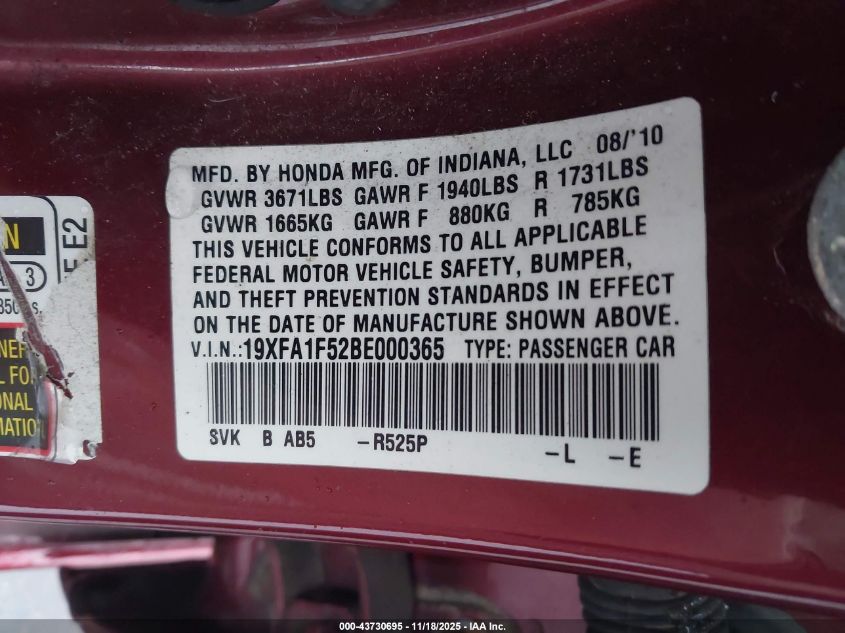 MFD. BY HONDA MFG. OF INDIANA, LLC 08/'10
GVWR 3671LBS GAWR F 1940LBS R 1731LBS
GVWR 1665KG GAWR F 880KG R 785KG
THIS VEHICLE CONFORMS TO ALL APPLICABLE
FEDERAL MOTOR VEHICLE SAFETY, BUMPER,
AND THEFT PREVENTION STANDARDS IN EFFECT
ON THE DATE OF MANUFACTURE SHOWN ABOVE.
V.I.N.:19XFA1F52BE000365 TYPE: PASSENGER CAR
SVK B AB5 -R525P -L -E
E2
3
000-43730695 - 11/18/2025 - IAA Inc.